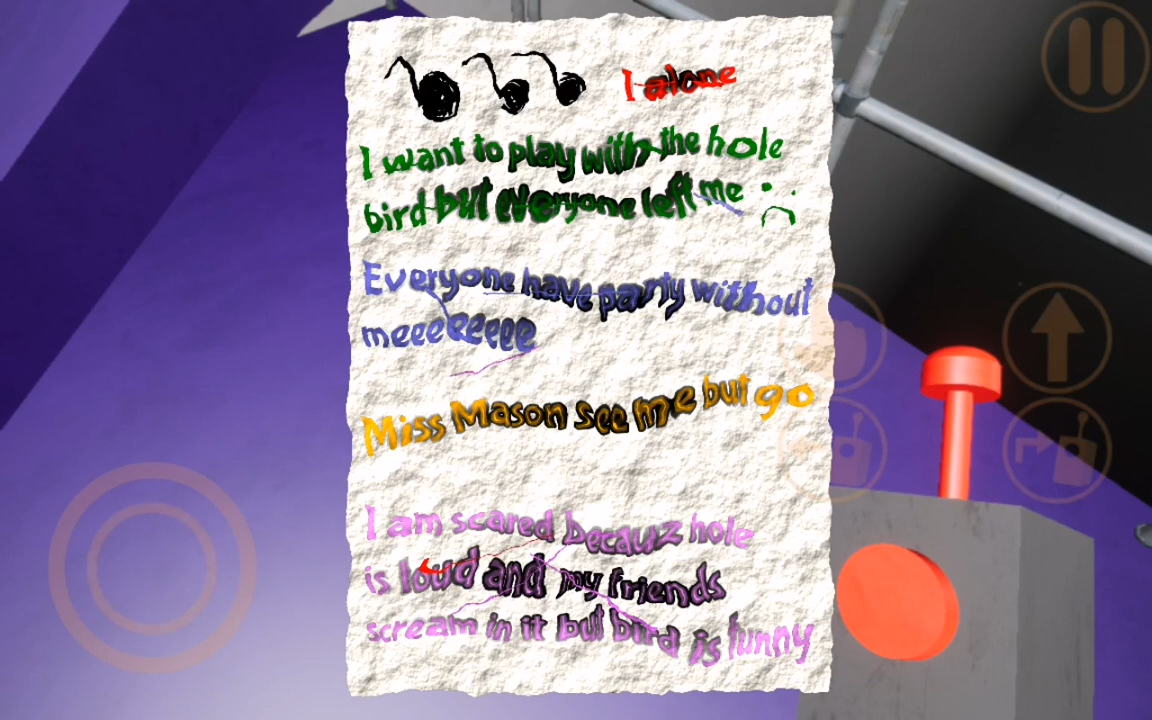 I alone
I want to play with the hole
bird but everyone left me
Everyone have party without
meeeeeeee
Miss Mason see me but go
I am scared becauz hole
is loud and my friends
scream in it but bird is funny